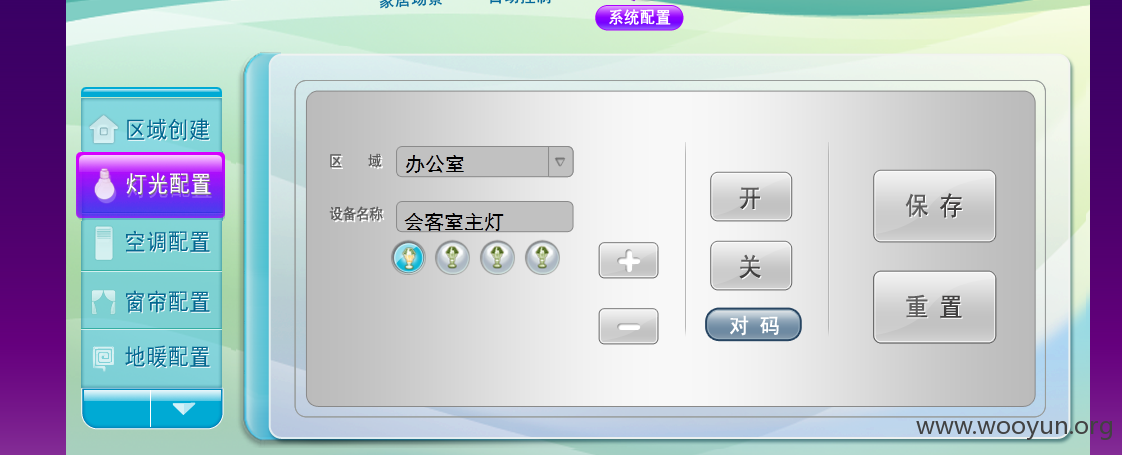 家居场景 自动控制
系统配置
区域创建
灯光配置
空调配置
窗帘配置
地暖配置
区 域 办公室
设备名称 会客室主灯
开
关
对 码
保 存
重 置
www.wooyun.org